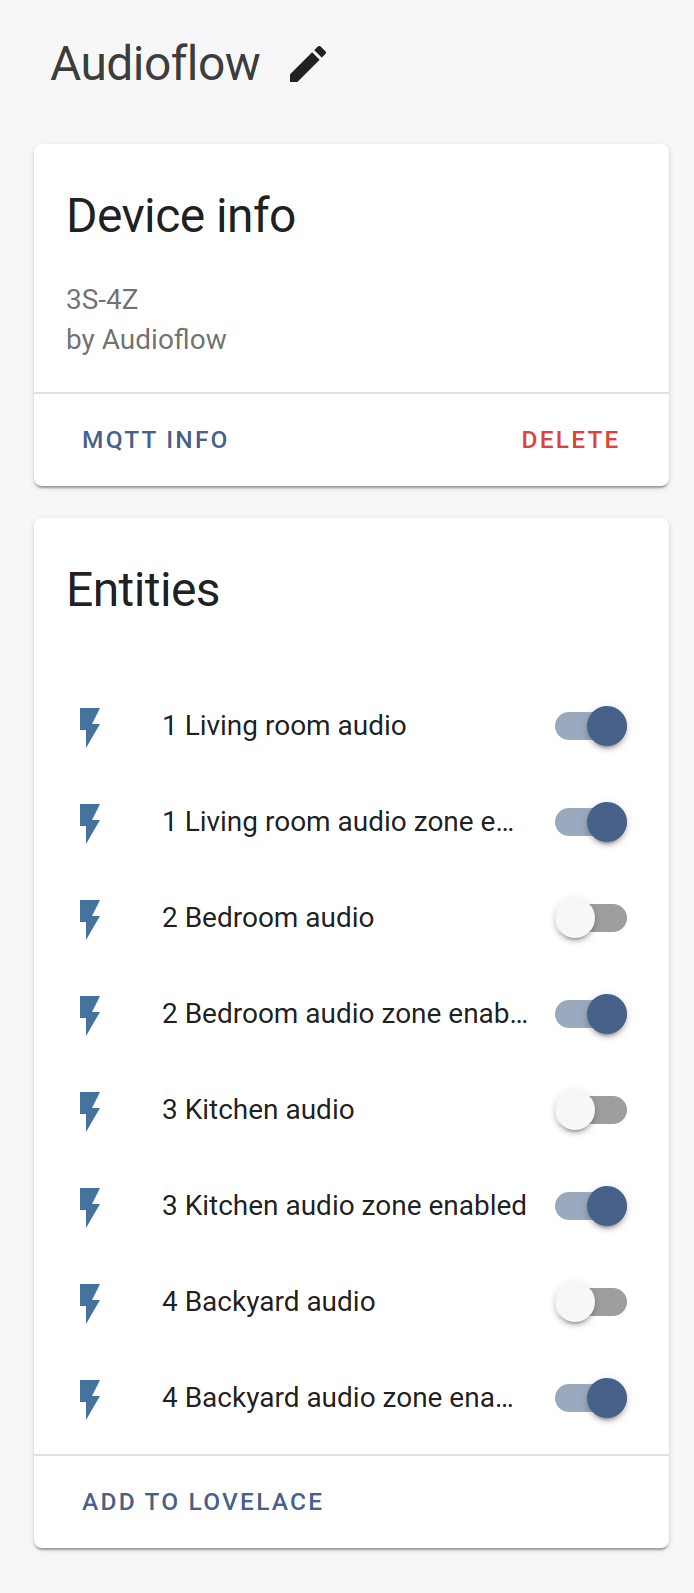 Audioflow
Device info
3S-4Z
by Audioflow
MQTT INFO
DELETE
Entities
1 Living room audio
1 Living room audio zone e...
2 Bedroom audio
2 Bedroom audio zone enab...
3 Kitchen audio
3 Kitchen audio zone enabled
4 Backyard audio
4 Backyard audio zone ena...
ADD TO LOVELACE